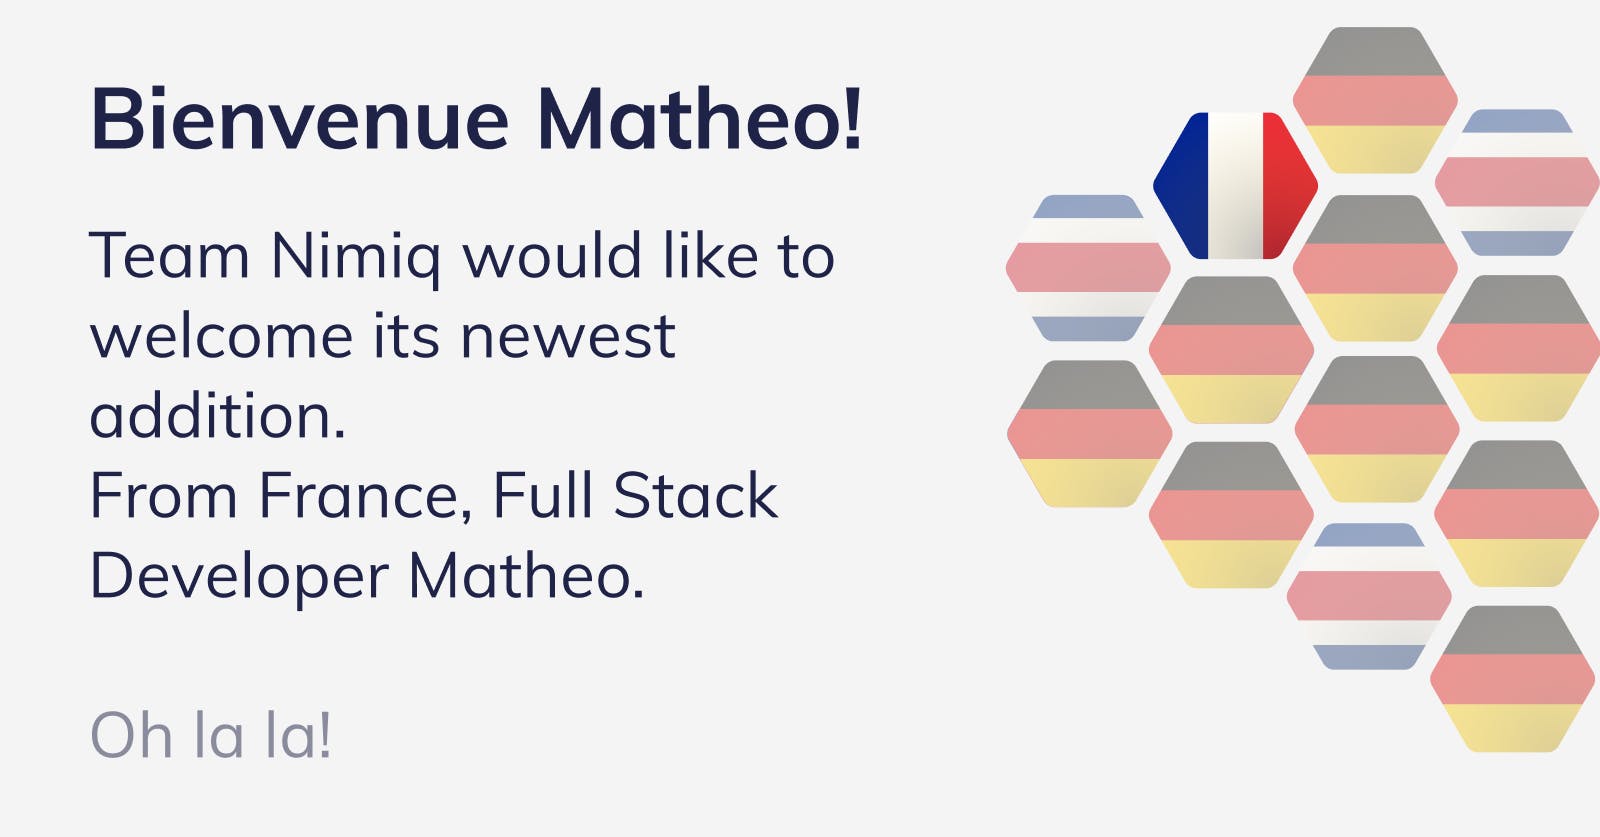 Bienvenue Matheo!
Team Nimiq would like to
welcome its newest
addition.
From France, Full Stack
Developer Matheo.
Oh la la!